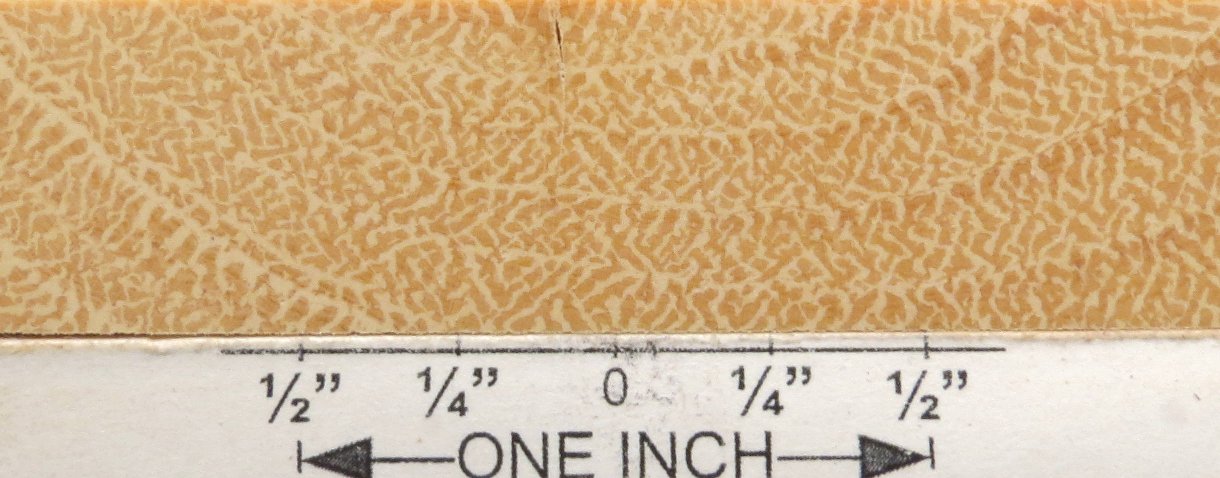 ½” ¼” 0 ¼” ½”
ONE INCH